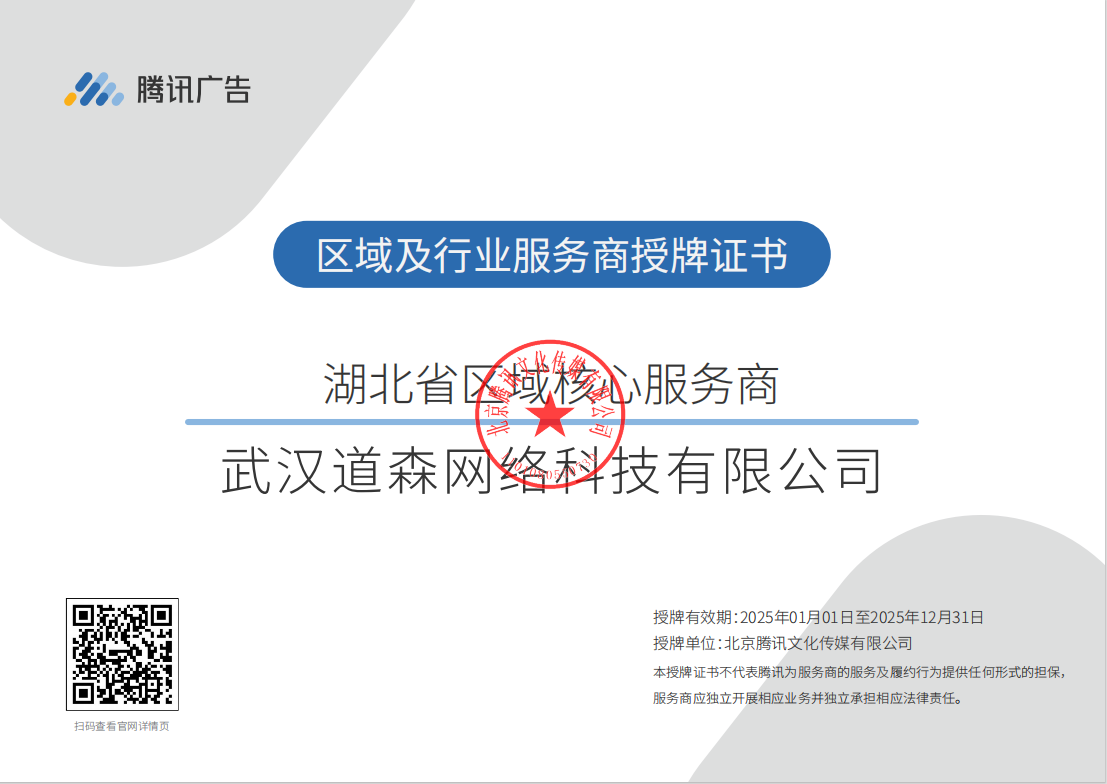 腾讯广告
区域及行业服务商授牌证书
湖北省区域核心服务商
北京腾讯文化传媒有限公司
武汉道森网络科技有限公司
授牌有效期:2025年01月01日至2025年12月31日
授牌单位:北京腾讯文化传媒有限公司
本授牌证书不代表腾讯为服务商的服务及履约行为提供任何形式的担保，
服务商应独立开展相应业务并独立承担相应法律责任。
扫码查看官网详情页